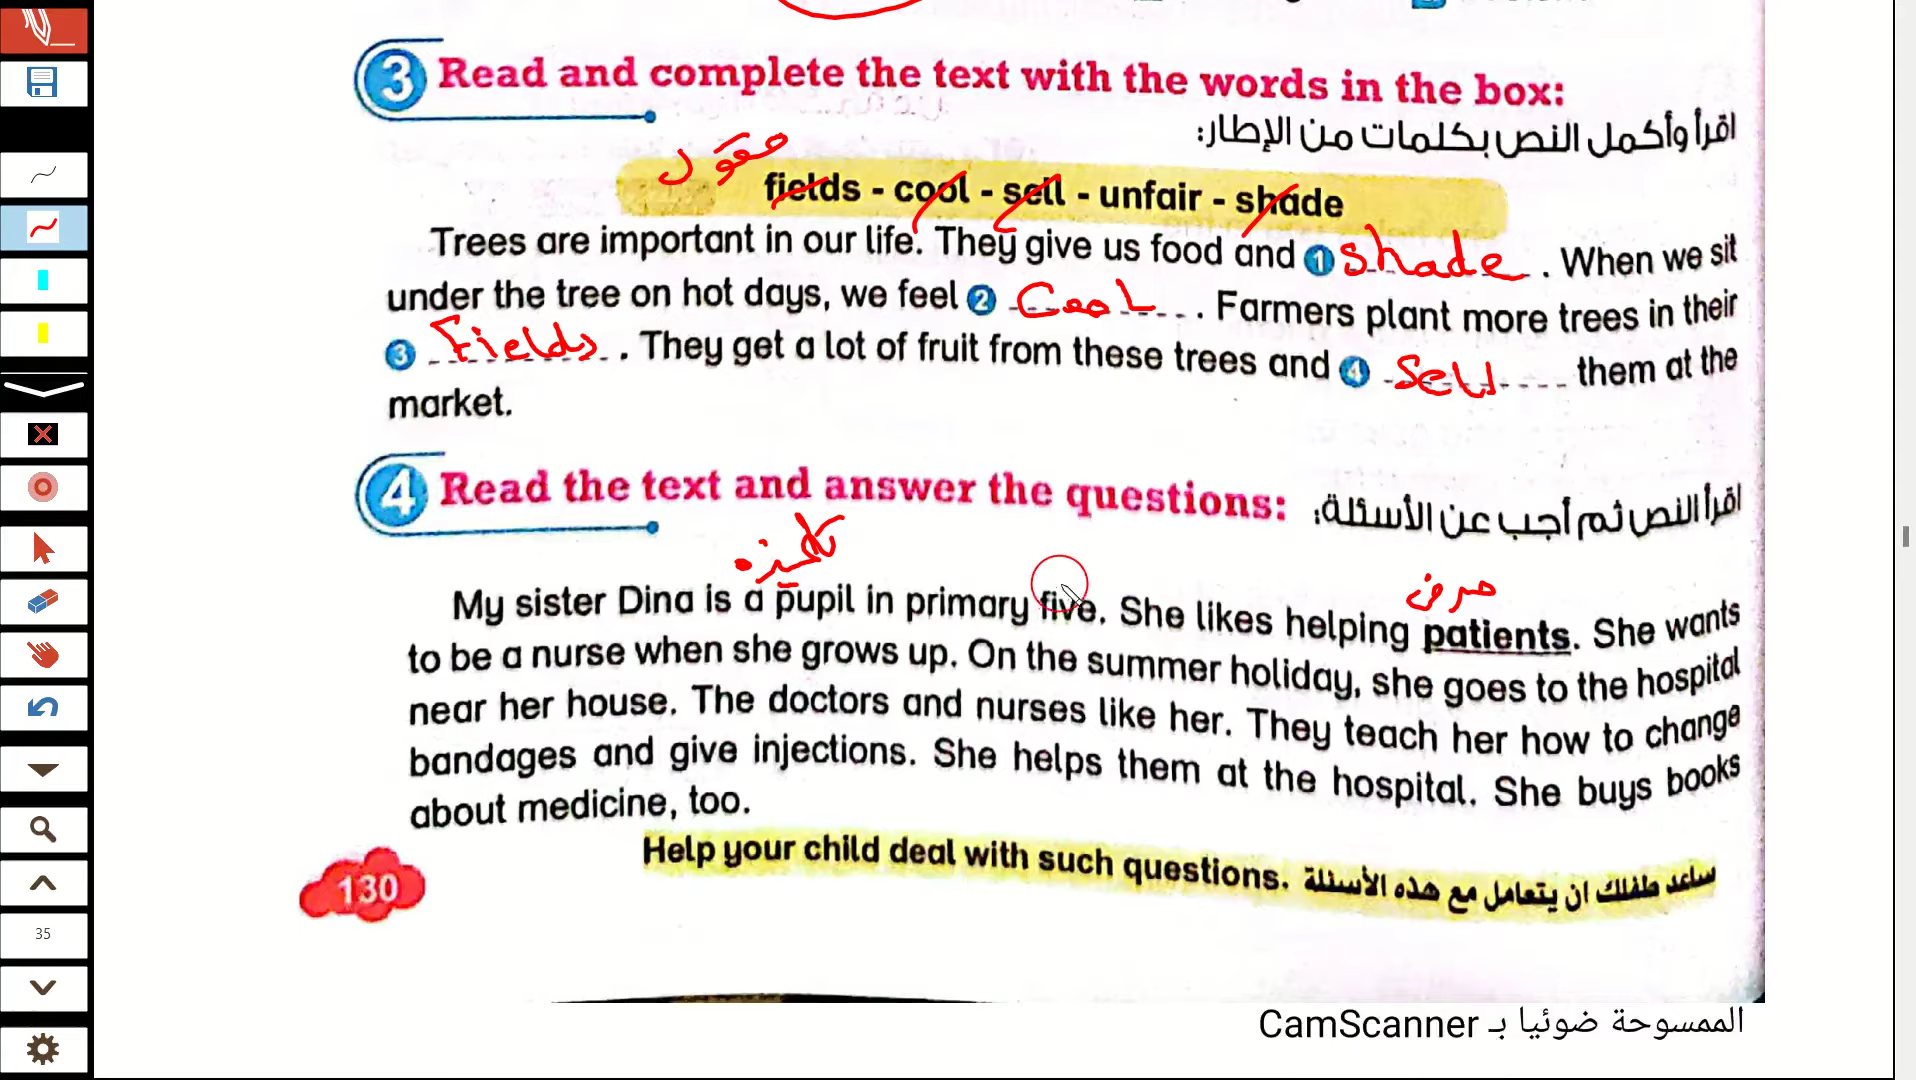 3 Read and complete the text with the words in the box:
اقرأ وأكمل النص بكلمات من الإطار:
حقول
fields - cool - sell - unfair - shade
Trees are important in our life. They give us food and 1 shade. When we sit
under the tree on hot days, we feel 2 Cool. Farmers plant more trees in their
3 Fields. They get a lot of fruit from these trees and 4 Sell them at the
market.
4 Read the text and answer the questions:
اقرأ النص ثم أجب عن الأسئلة:
تلميذه
My sister Dina is a pupil in primary five. She likes helping patients. She wants
to be a nurse when she grows up. On the summer holiday, she goes to the hospital
near her house. The doctors and nurses like her. They teach her how to change
bandages and give injections. She helps them at the hospital. She buys books
about medicine, too.
Help your child deal with such questions. ساعد طفلك ان يتعامل مع هذه الأسئلة
130
35
الممسوحة ضوئيا بـ CamScanner